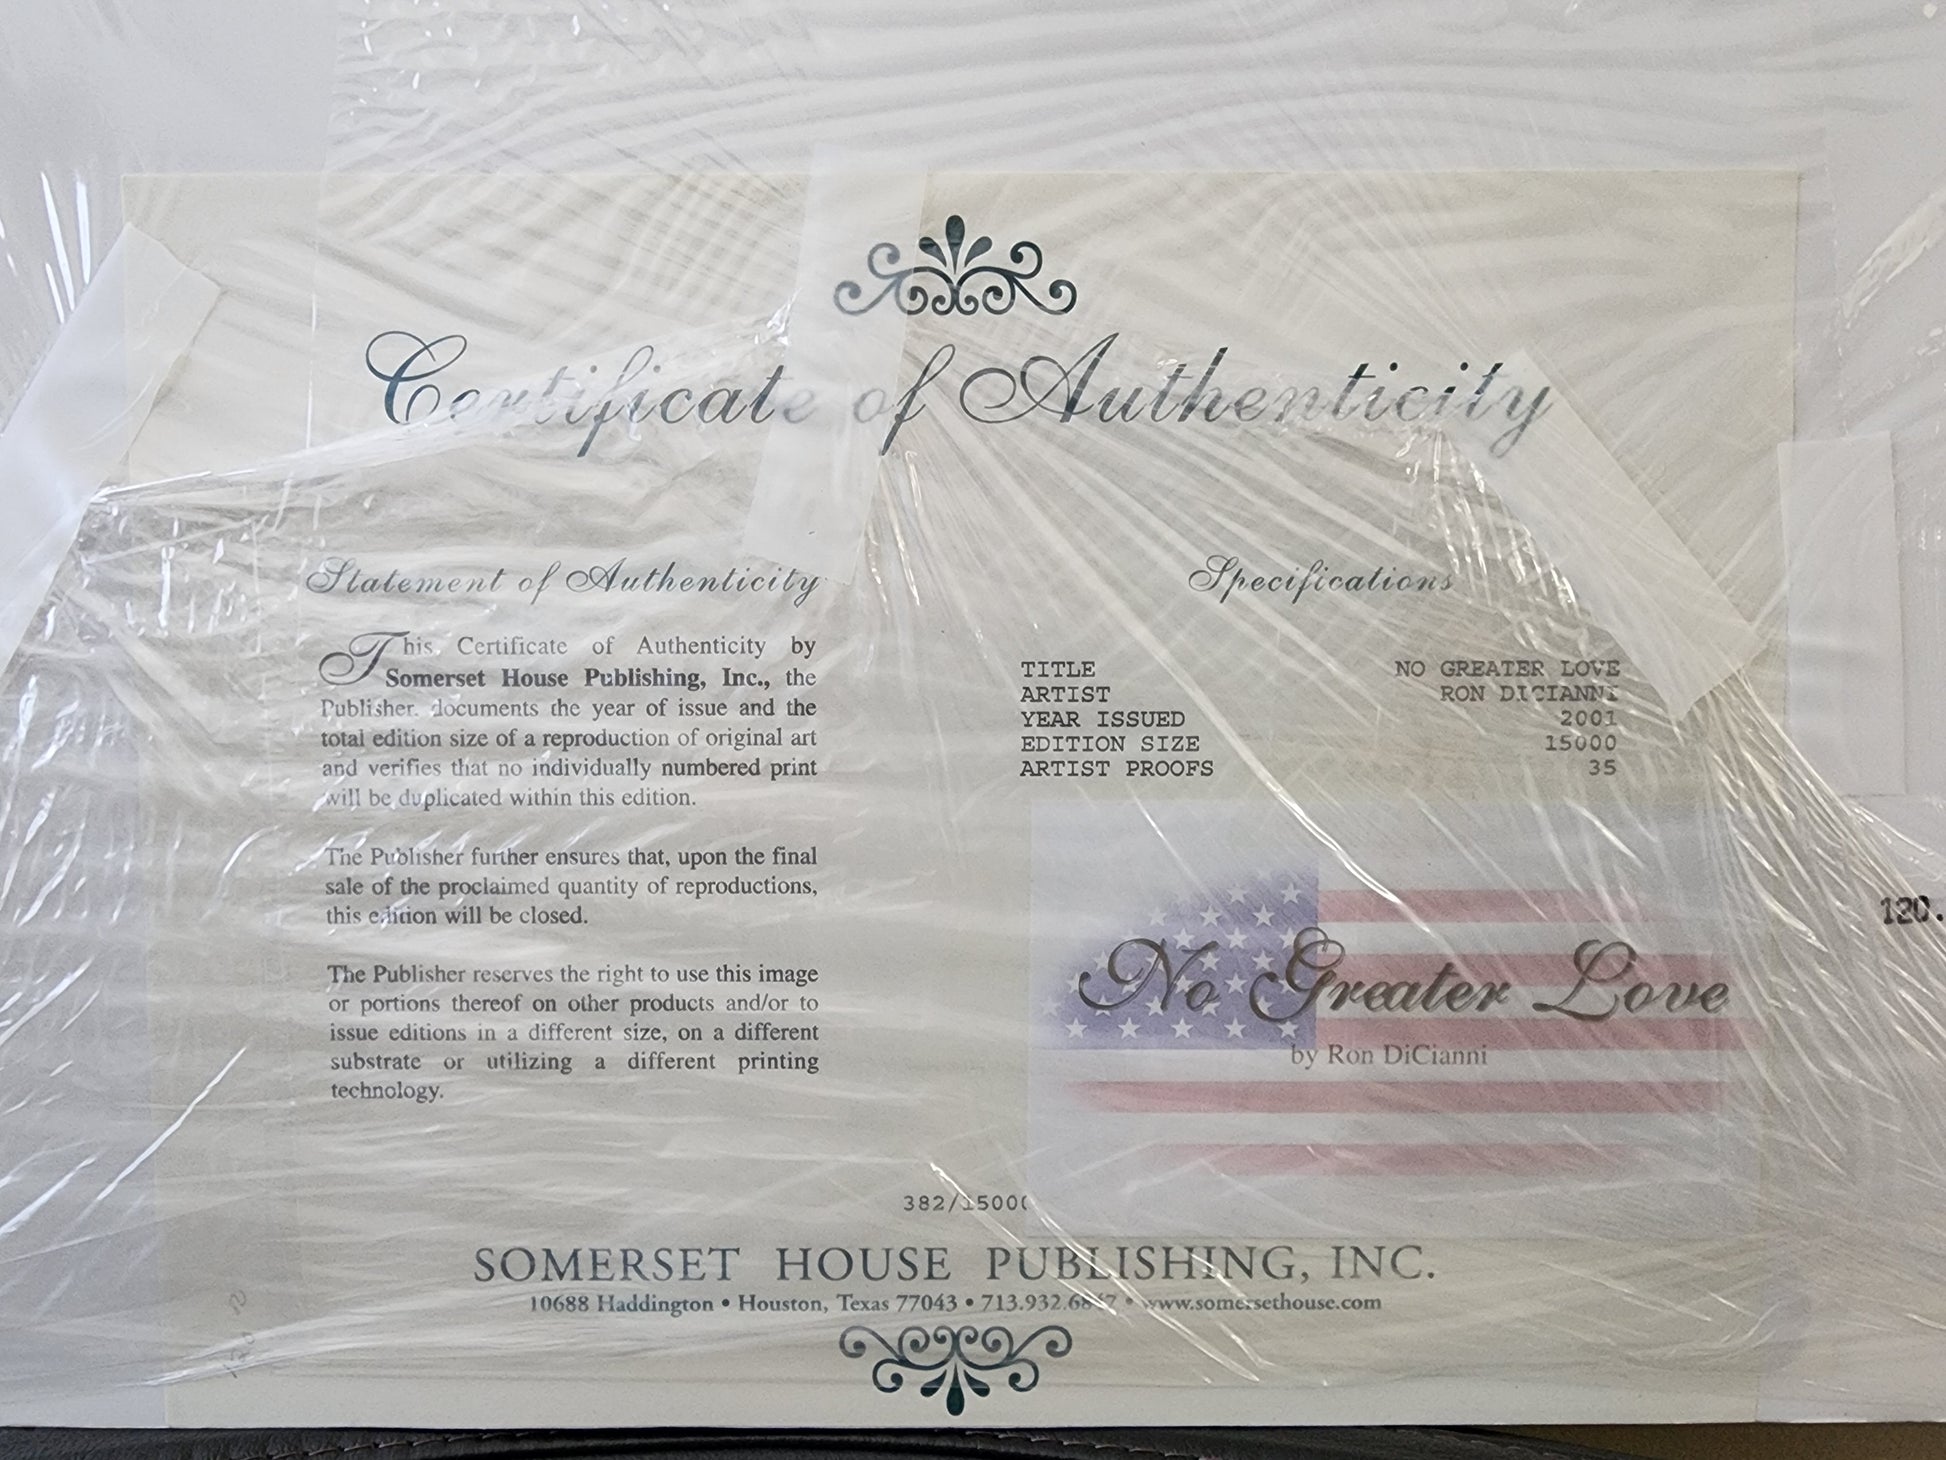 Certificate of Authenticity
Statement of Authenticity
This Certificate of Authenticity by
Somerset House Publishing, Inc., the
Publisher, documents the year of issue and the
total edition size of a reproduction of original art
and verifies that no individually numbered print
will be duplicated within this edition.
The Publisher further ensures that, upon the final
sale of the proclaimed quantity of reproductions,
this edition will be closed.
The Publisher reserves the right to use this image
or portions thereof on other products and/or to
issue editions in a different size, on a different
substrate or utilizing a different printing
technology.
Specifications
TITLE NO GREATER LOVE
ARTIST RON DICIANNI
YEAR ISSUED 2001
EDITION SIZE 15000
ARTIST PROOFS 35
No Greater Love
by Ron DiCianni
120.
382/15000
SOMERSET HOUSE PUBLISHING, INC.
10688 Haddington • Houston, Texas 77043 • 713.932.6847 • www.somersethouse.com